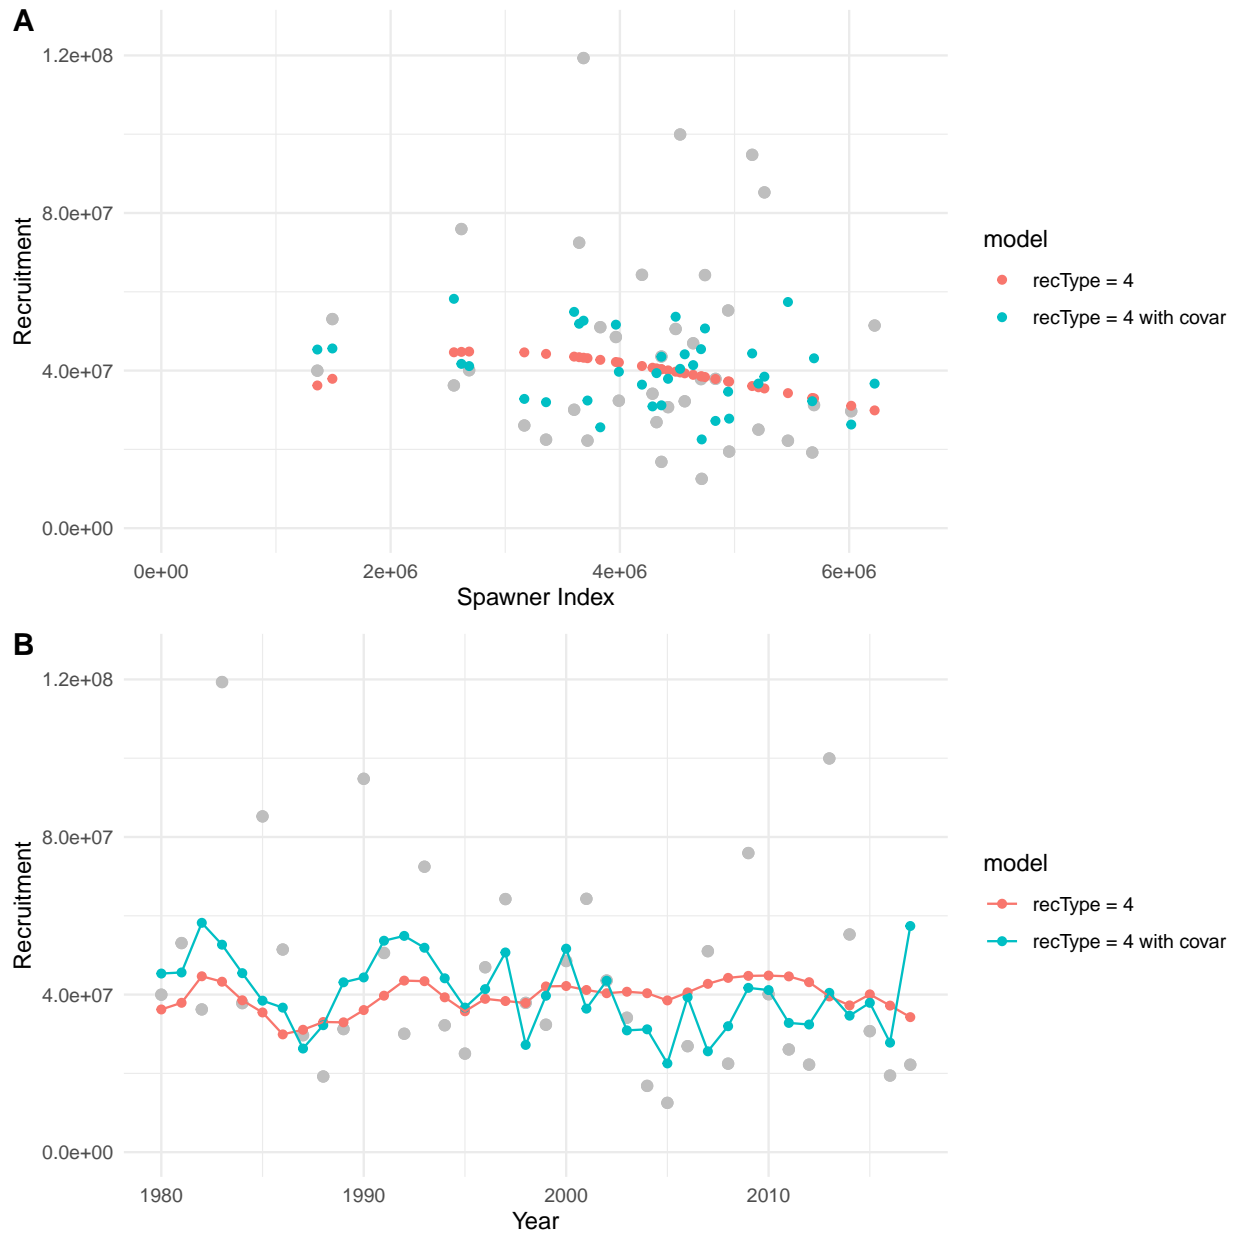 A
1.2e+08
8.0e+07
4.0e+07
0.0e+00
Recruitment
0e+00 2e+06 4e+06 6e+06
Spawner Index
model
recType = 4
recType = 4 with covar
B
1.2e+08
8.0e+07
4.0e+07
0.0e+00
Recruitment
1980 1990 2000 2010
Year
model
recType = 4
recType = 4 with covar